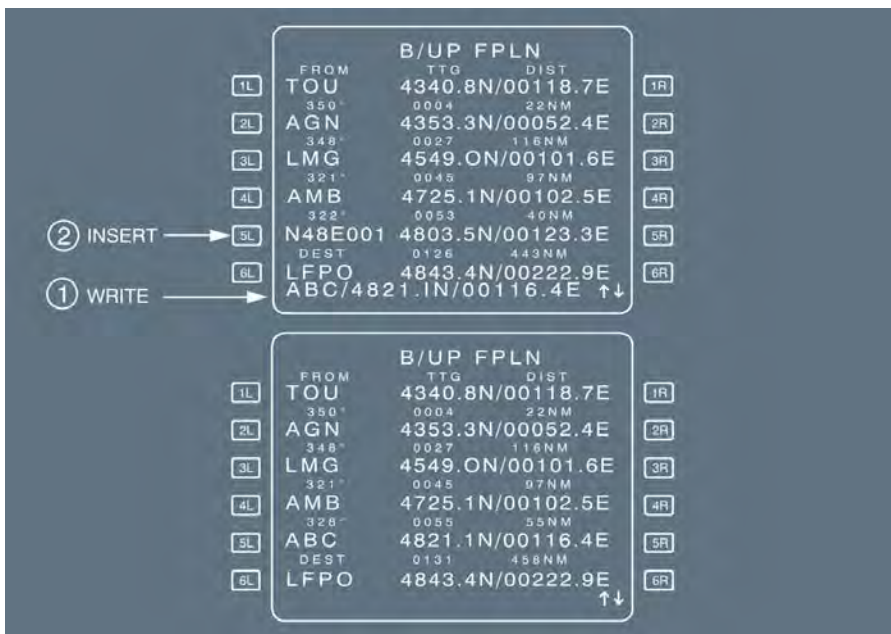 B/UP FPLN
FROM TTG DIST
1L TOU 4340.8N/00118.7E 1R
350° 0004 22NM
2L AGN 4353.3N/00052.4E 2R
348° 0027 116NM
3L LMG 4549.ON/00101.6E 3R
321° 0045 97NM
4L AMB 4725.1N/00102.5E 4R
322° 0053 40NM
② INSERT 5L N48E001 4803.5N/00123.3E 5R
DEST 0126 443NM
6L LFPO 4843.4N/00222.9E 6R
① WRITE ABC/4821.IN/00116.4E ↑↓
B/UP FPLN
FROM TTG DIST
1L TOU 4340.8N/00118.7E 1R
350° 0004 22NM
2L AGN 4353.3N/00052.4E 2R
348° 0027 116NM
3L LMG 4549.ON/00101.6E 3R
321° 0045 97NM
4L AMB 4725.1N/00102.5E 4R
328° 0055 55NM
5L ABC 4821.1N/00116.4E 5R
DEST 0131 458NM
6L LFPO 4843.4N/00222.9E 6R
↑↓